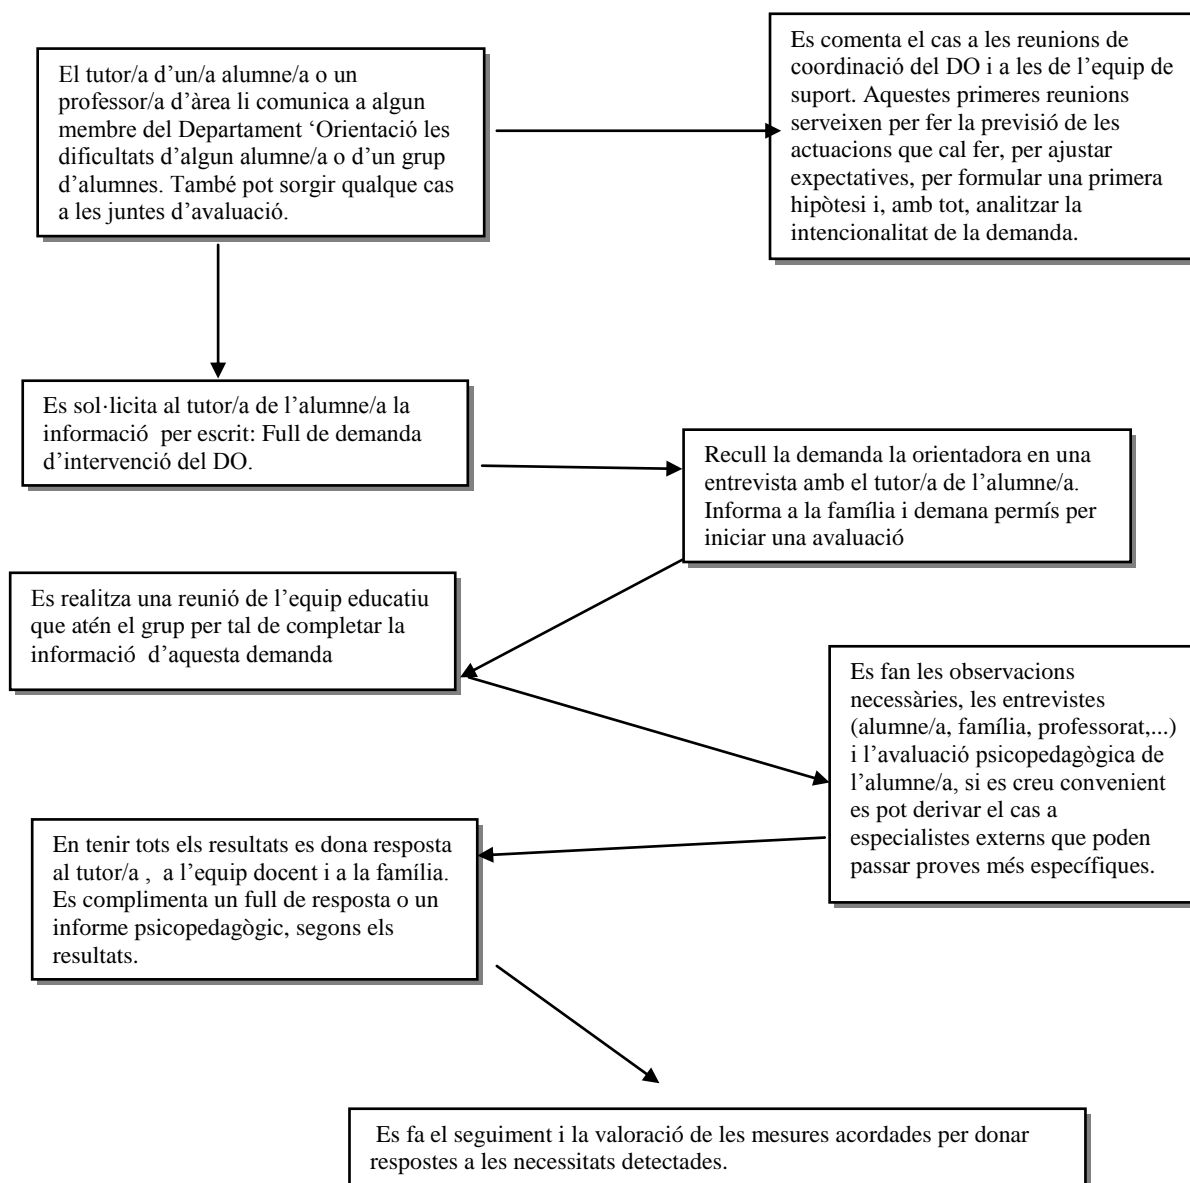 El tutor/a d’un/a alumne/a o un
professor/a d’àrea li comunica a algun
membre del Departament ‘Orientació les
dificultats d’algun alumne/a o d’un grup
d’alumnes. També pot sorgir qualque cas
a les juntes d’avaluació.
Es comenta el cas a les reunions de
coordinació del DO i a les de l’equip de
suport. Aquestes primeres reunions
serveixen per fer la previsió de les
actuacions que cal fer, per ajustar
expectatives, per formular una primera
hipòtesi i, amb tot, analitzar la
intencionalitat de la demanda.
Es sol·licita al tutor/a de l’alumne/a la
informació per escrit: Full de demanda
d’intervenció del DO.
Recull la demanda la orientadora en una
entrevista amb el tutor/a de l’alumne/a.
Informa a la família i demana permís per
iniciar una avaluació
Es realitza una reunió de l’equip educatiu
que atén el grup per tal de completar la
informació d’aquesta demanda
Es fan les observacions
necessàries, les entrevistes
(alumne/a, família, professorat,...)
i l’avaluació psicopedagògica de
l’alumne/a, si es creu convenient
es pot derivar el cas a
especialistes externs que poden
passar proves més específiques.
En tenir tots els resultats es dona resposta
al tutor/a , a l’equip docent i a la família.
Es complimenta un full de resposta o un
informe psicopedagògic, segons els
resultats.
Es fa el seguiment i la valoració de les mesures acordades per donar
respostes a les necessitats detectades.